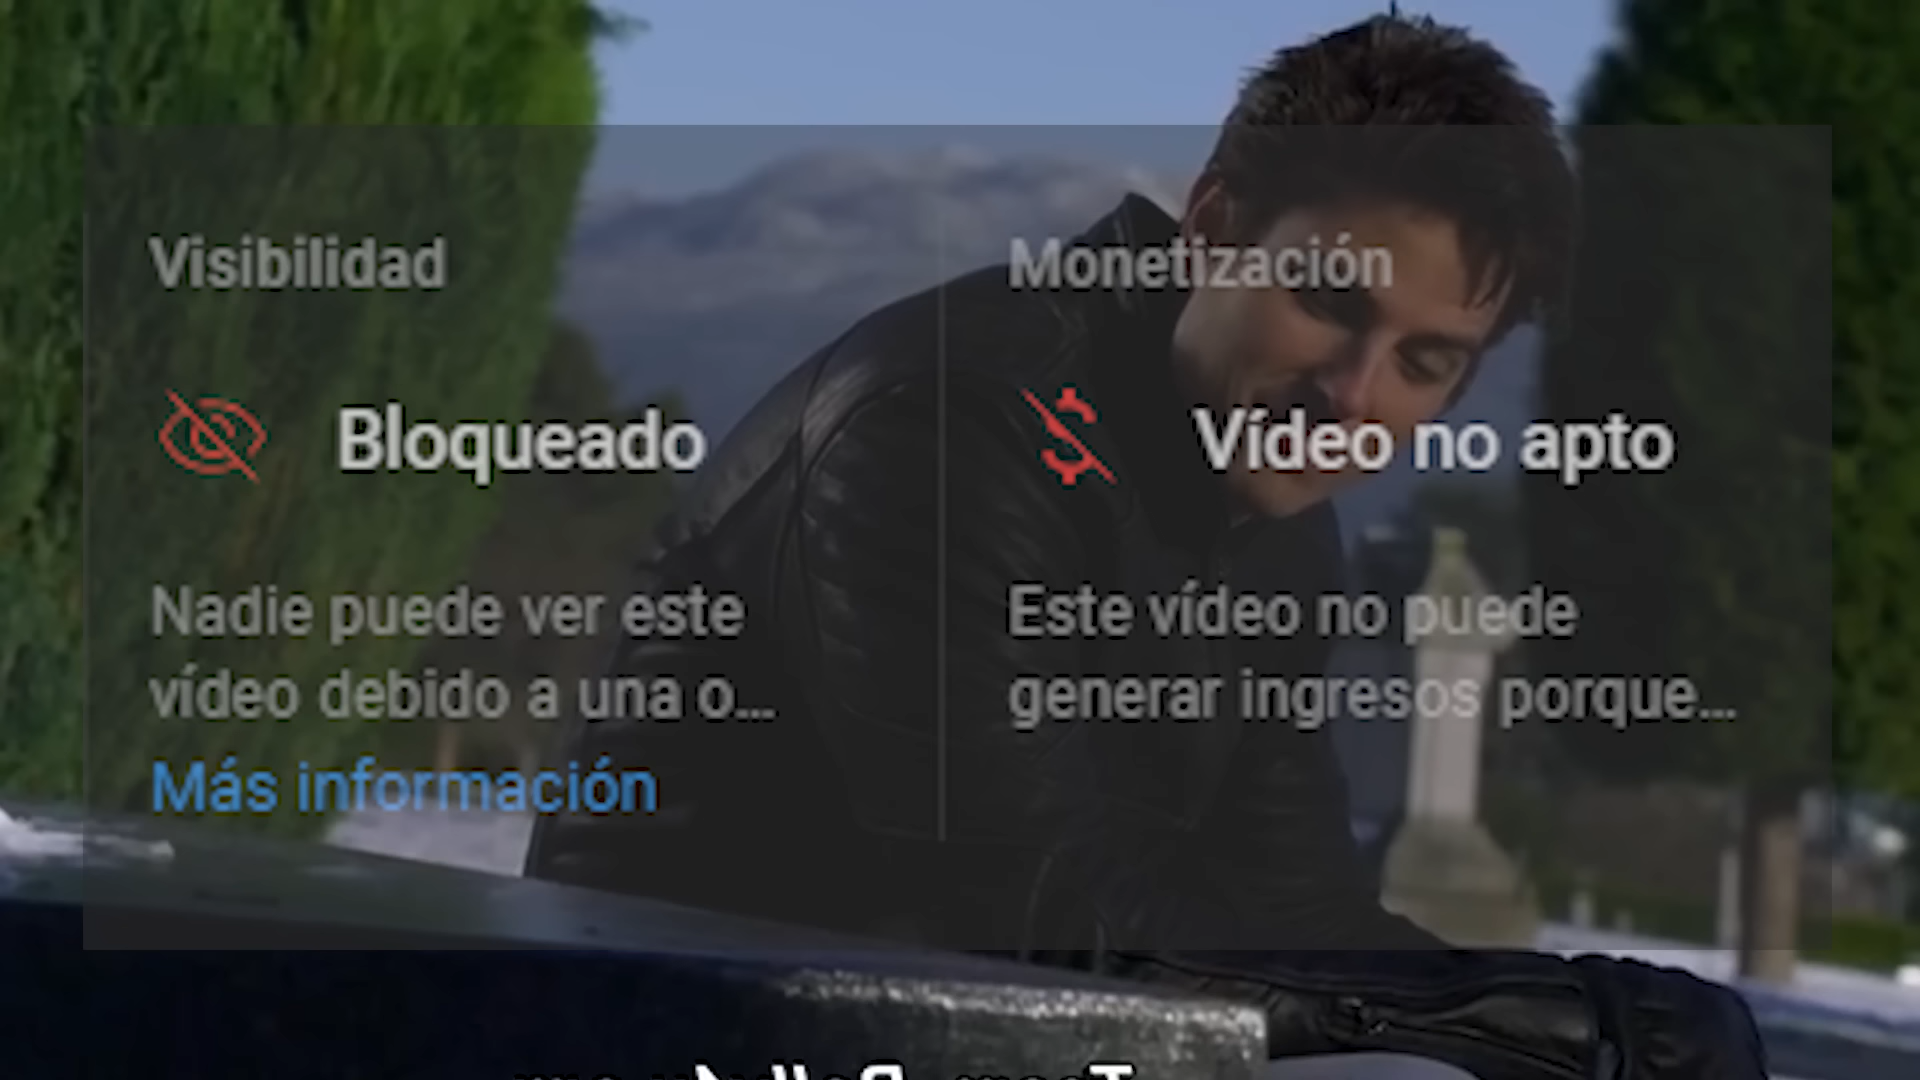 Visibilidad
Monetización
Bloqueado
Vídeo no apto
Nadie puede ver este
vídeo debido a una o...
Más información
Este vídeo no puede
generar ingresos porque...